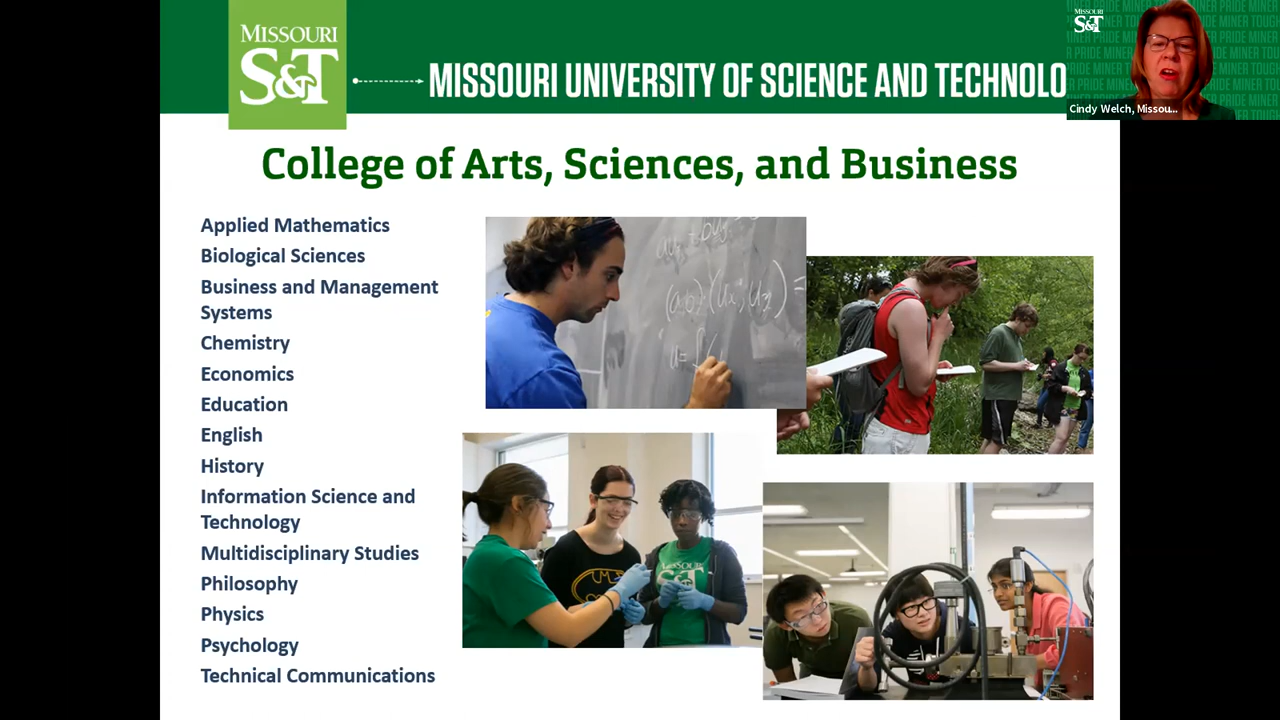 MISSOURI
S&T
MISSOURI UNIVERSITY OF SCIENCE AND TECHNOLO
MISSOURI
S&T
Cindy Welch, Missou...
College of Arts, Sciences, and Business
Applied Mathematics
Biological Sciences
Business and Management
Systems
Chemistry
Economics
Education
English
History
Information Science and
Technology
Multidisciplinary Studies
Philosophy
Physics
Psychology
Technical Communications
MISSOURI
S&T